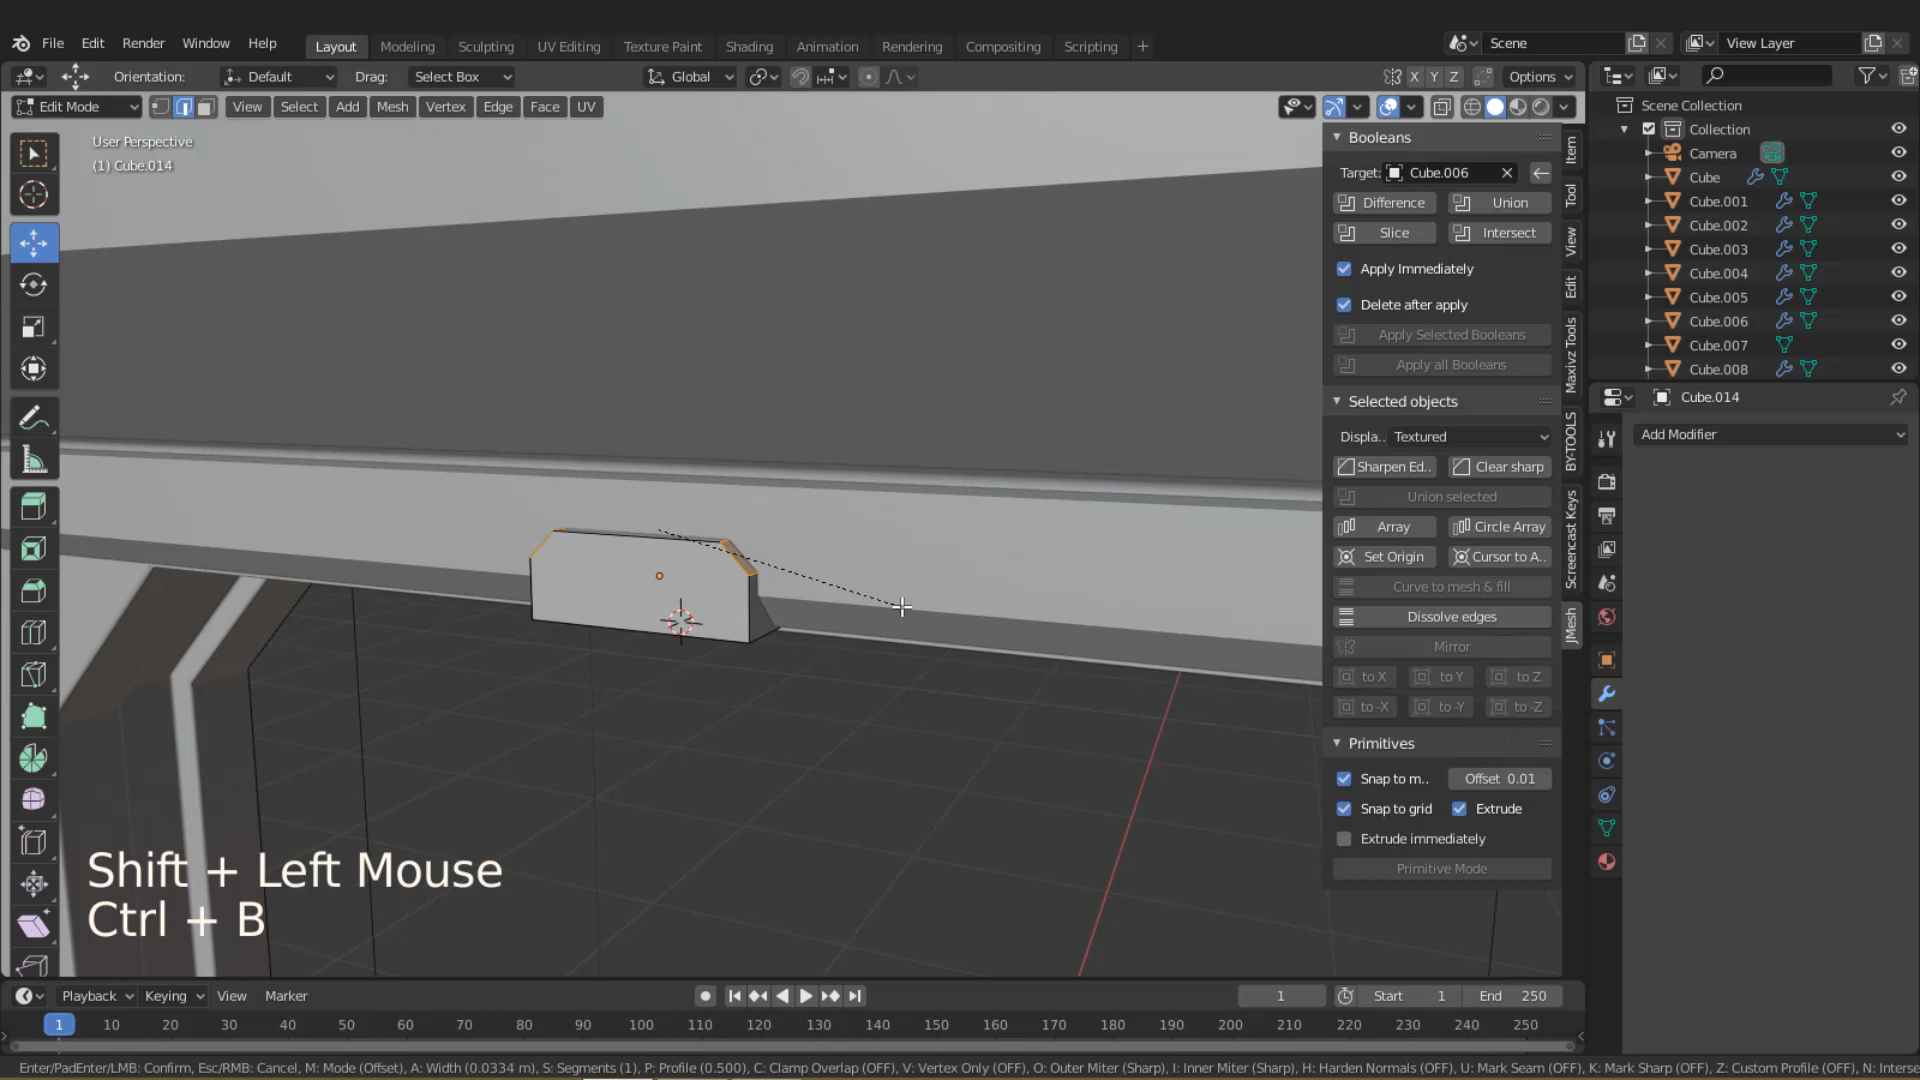 File Edit Render Window Help Layout Modeling Sculpting UV Editing Texture Paint Shading Animation Rendering Compositing Scripting + Scene View Layer
Orientation: Default Drag: Select Box Global X Y Z Options
Edit Mode View Select Add Mesh Vertex Edge Face UV
User Perspective
(1) Cube.014
Booleans
Target: Cube.006
Difference Union
Slice Intersect
Apply Immediately
Delete after apply
Apply Selected Booleans
Apply all Booleans
Selected objects
Displa.. Textured
Sharpen Ed.. Clear sharp
Union selected
Array Circle Array
Set Origin Cursor to A..
Curve to mesh & fill
Dissolve edges
Mirror
to X to Y to Z
to -X to -Y to -Z
Primitives
Snap to m.. Offset 0.01
Snap to grid Extrude
Extrude immediately
Primitive Mode
Item
Tool
View
Edit
Maxivz Tools
BY-TOOLS
Screencast Keys
JMesh
Scene Collection
Collection
Camera
Cube
Cube.001
Cube.002
Cube.003
Cube.004
Cube.005
Cube.006
Cube.007
Cube.008
Cube.014
Add Modifier
Shift + Left Mouse
Ctrl + B
Playback Keying View Marker 1 Start 1 End 250
1 10 20 30 40 50 60 70 80 90 100 110 120 130 140 150 160 170 180 190 200 210 220 230 240 250
Enter/PadEnter/LMB: Confirm, Esc/RMB: Cancel, M: Mode (Offset), A: Width (0.0334 m), S: Segments (1), P: Profile (0.500), C: Clamp Overlap (OFF), V: Vertex Only (OFF), O: Outer Miter (Sharp), I: Inner Miter (Sharp), H: Harden Normals (OFF), U: Mark Seam (OFF), K: Mark Sharp (OFF), Z: Custom Profile (OFF), N: Interse